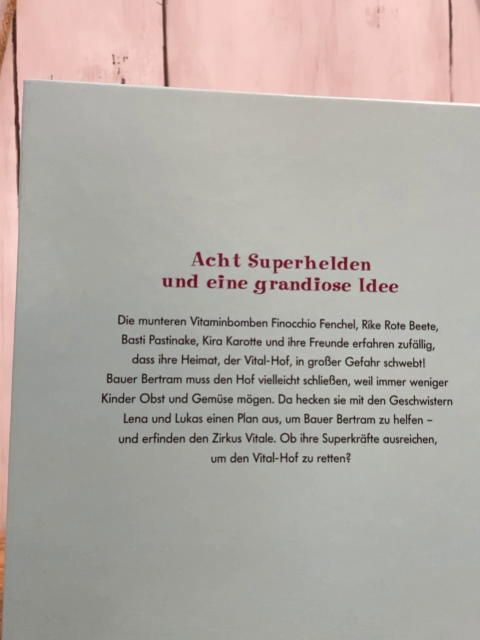 Acht Superhelden
und eine grandiose Idee
Die munteren Vitaminbomben Finocchio Fenchel, Rike Rote Beete,
Basti Pastinake, Kira Karotte und ihre Freunde erfahren zufällig,
dass ihre Heimat, der Vital-Hof, in großer Gefahr schwebt!
Bauer Bertram muss den Hof vielleicht schließen, weil immer weniger
Kinder Obst und Gemüse mögen. Da hecken sie mit den Geschwistern
Lena und Lukas einen Plan aus, um Bauer Bertram zu helfen –
und erfinden den Zirkus Vitale. Ob ihre Superkräfte ausreichen,
um den Vital-Hof zu retten?